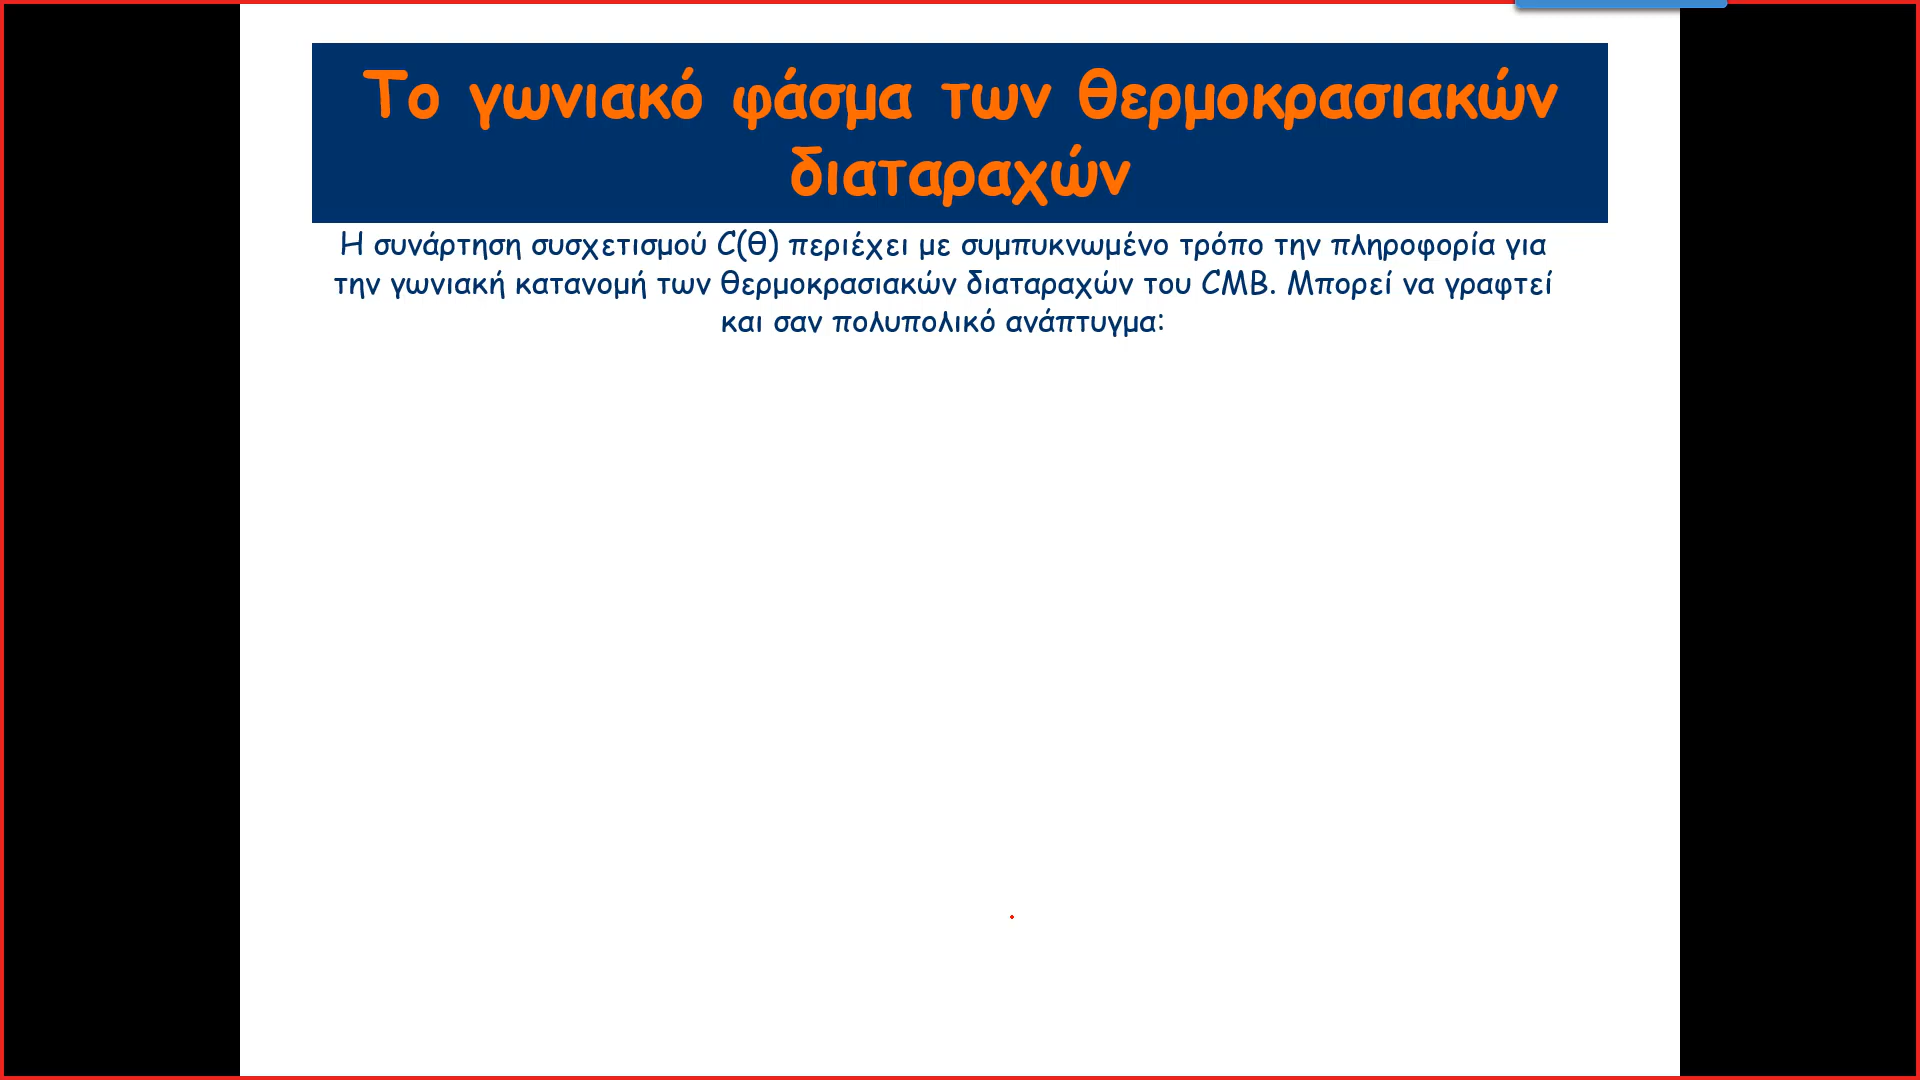 Το γωνιακό φάσμα των θερμοκρασιακών
διαταραχών
Η συνάρτηση συσχετισμού C(θ) περιέχει με συμπυκνωμένο τρόπο την πληροφορία για
την γωνιακή κατανομή των θερμοκρασιακών διαταραχών του CMB. Μπορεί να γραφτεί
και σαν πολυπολικό ανάπτυγμα: